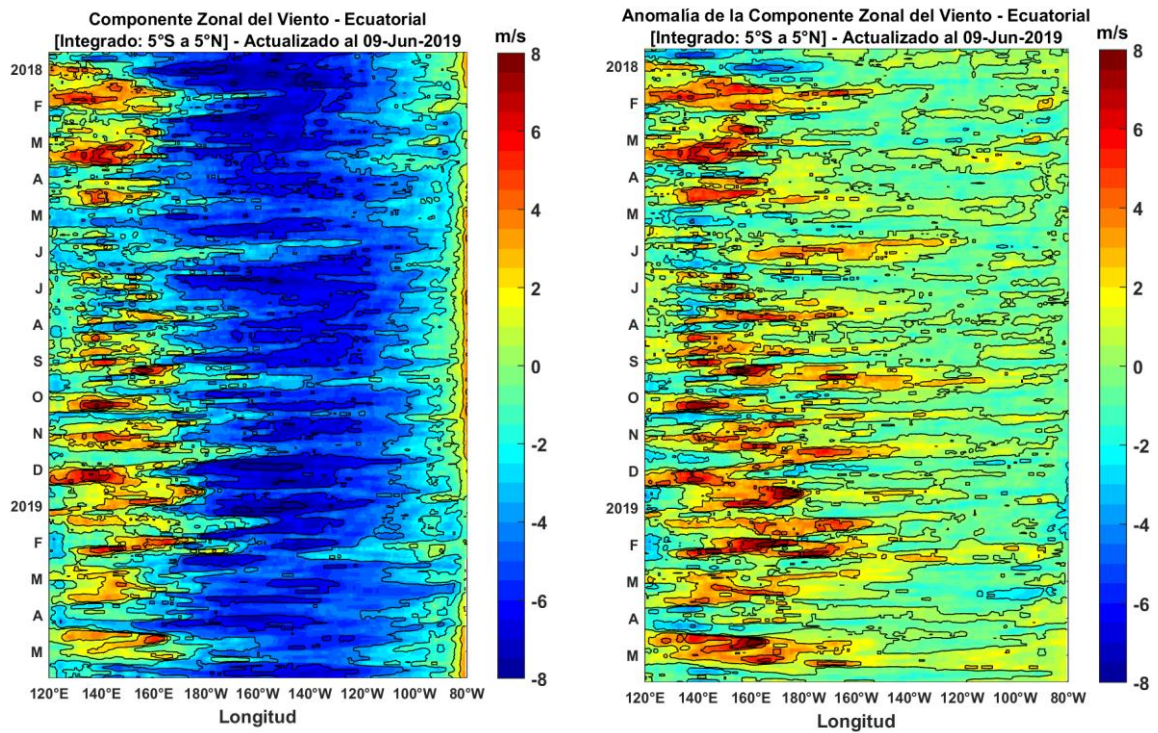 Componente Zonal del Viento - Ecuatorial
[Integrado: 5°S a 5°N] - Actualizado al 09-Jun-2019
m/s
2018
F
M
A
M
J
J
A
S
O
N
D
2019
F
M
A
M
8
6
4
2
0
-2
-4
-6
-8
120°E 140°E 160°E 180°W 160°W 140°W 120°W 100°W 80°W
Longitud
Anomalía de la Componente Zonal del Viento - Ecuatorial
[Integrado: 5°S a 5°N] - Actualizado al 09-Jun-2019
m/s
2018
F
M
A
M
J
J
A
S
O
N
D
2019
F
M
A
M
8
6
4
2
0
-2
-4
-6
-8
120°E 140°E 160°E 180°W 160°W 140°W 120°W 100°W 80°W
Longitud